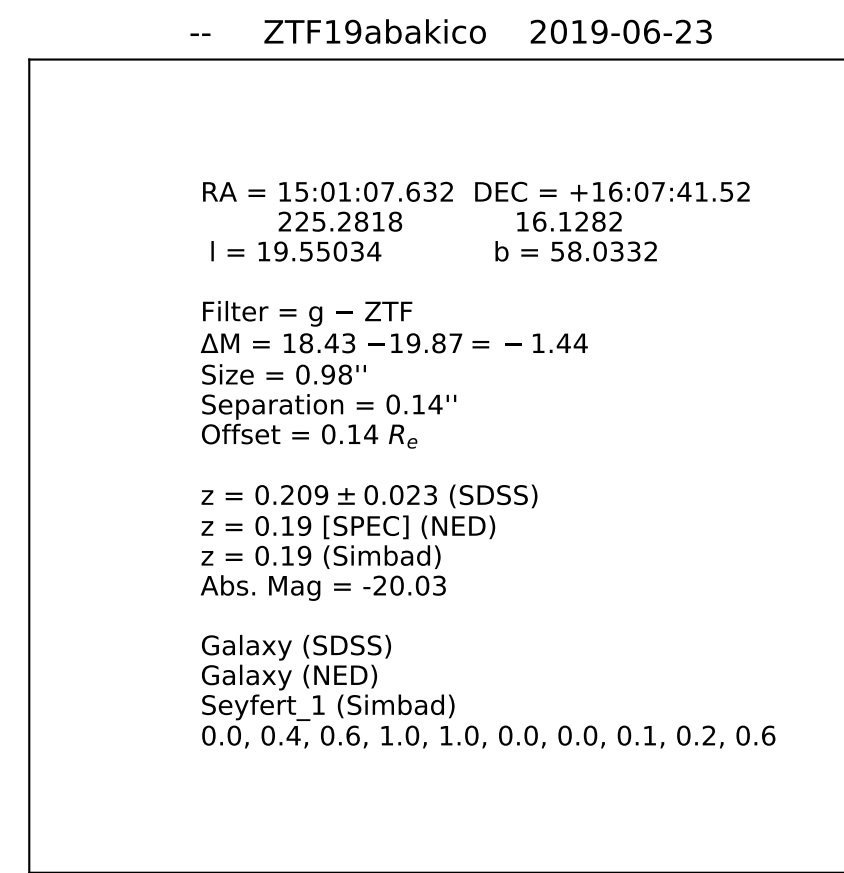 -- ZTF19abakico 2019-06-23
RA = 15:01:07.632 DEC = +16:07:41.52
225.2818 16.1282
l = 19.55034 b = 58.0332
Filter = g − ZTF
ΔM = 18.43 −19.87 = − 1.44
Size = 0.98''
Separation = 0.14''
Offset = 0.14 Rₑ
z = 0.209 ± 0.023 (SDSS)
z = 0.19 [SPEC] (NED)
z = 0.19 (Simbad)
Abs. Mag = -20.03
Galaxy (SDSS)
Galaxy (NED)
Seyfert_1 (Simbad)
0.0, 0.4, 0.6, 1.0, 1.0, 0.0, 0.0, 0.1, 0.2, 0.6